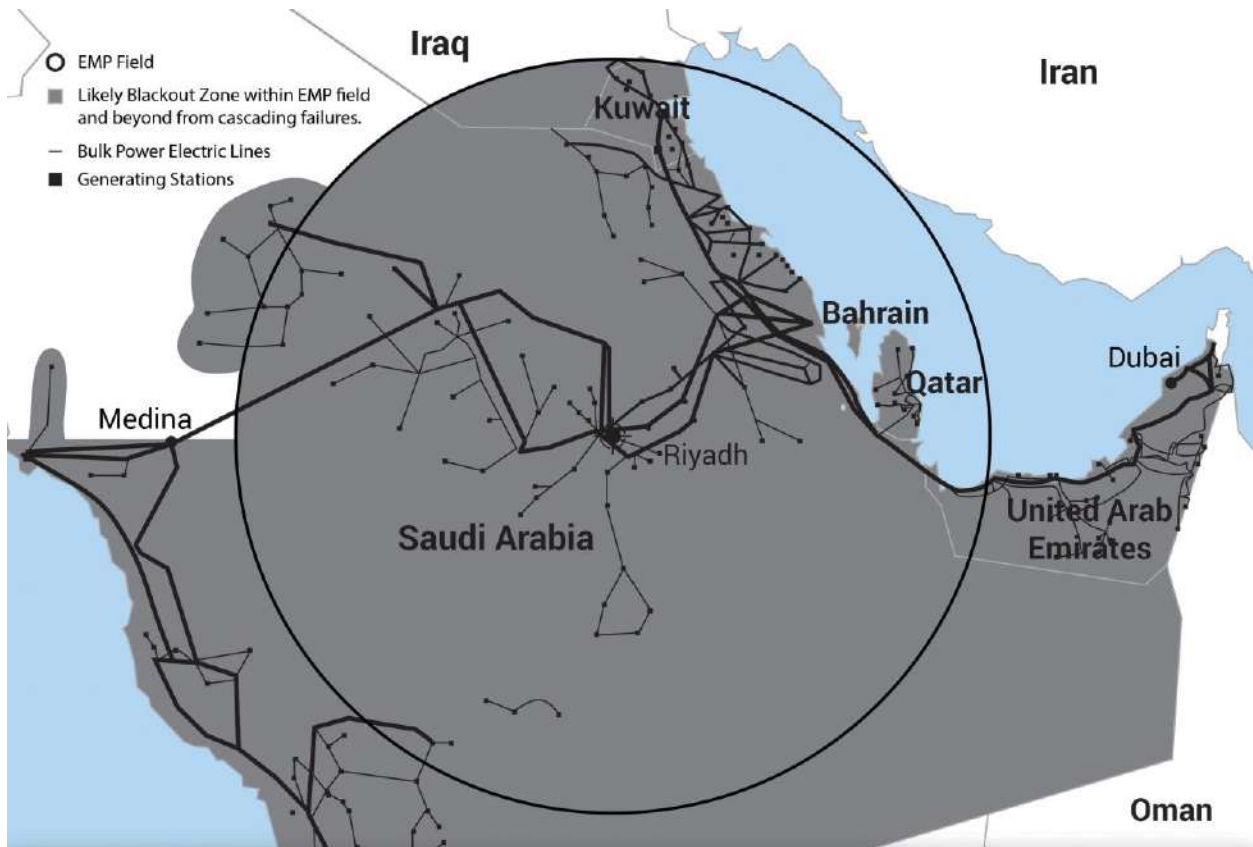 Iraq
Iran
EMP Field
Likely Blackout Zone within EMP field
and beyond from cascading failures.
Bulk Power Electric Lines
Generating Stations
Kuwait
Bahrain
Qatar
Dubai
Medina
Riyadh
Saudi Arabia
United Arab
Emirates
Oman